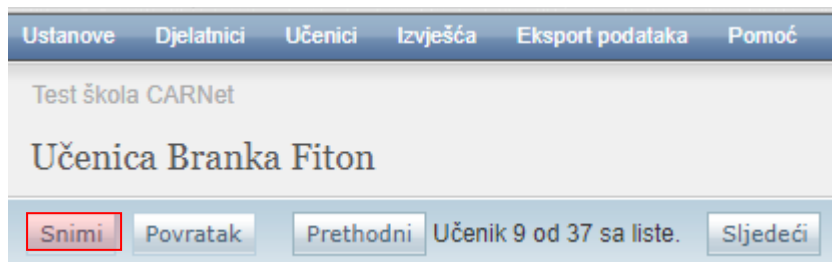 Ustanove Djelatnici Učenici Izvješća Eksport podataka Pomoć
Test škola CARNet
Učenica Branka Fiton
Snimi Povratak Prethodni Učenik 9 od 37 sa liste. Sljedeći